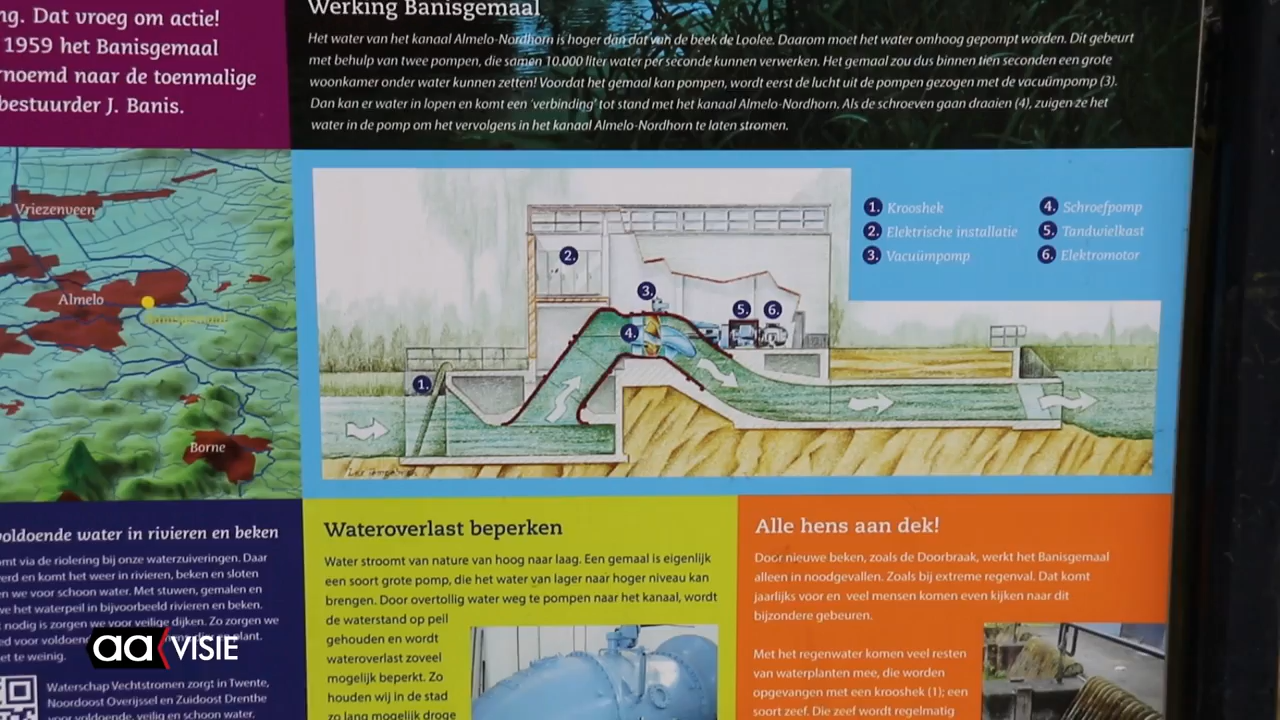 ng. Dat vroeg om actie!
1959 het Banisgemaal
rnoemd naar de toenmalige
bestuurder J. Banis.
Werking Banisgemaal
Het water van het kanaal Almelo-Nordhorn is hoger dan dat van de beek de Loolee. Daarom moet het water omhoog gepompt worden. Dit gebeurt
met behulp van twee pompen, die samen 10.000 liter water per seconde kunnen verwerken. Het gemaal zou dus binnen tien seconden een grote
woonkamer onder water kunnen zetten! Voordat het gemaal kan pompen, wordt eerst de lucht uit de pompen gezogen met de vacuümpomp (3).
Dan kan er water in lopen en komt een 'verbinding' tot stand met het kanaal Almelo-Nordhorn. Als de schroeven gaan draaien (4), zuigen ze het
water in de pomp om het vervolgens in het kanaal Almelo-Nordhorn te laten stromen.
Vriezenveen
Almelo
Banisgemaal
Borne
1. Krooshek
2. Elektrische installatie
3. Vacuümpomp
4. Schroefpomp
5. Tandwielkast
6. Elektromotor
2.
3.
4.
5.
6.
1.
voldoende water in rivieren en beken
omt via de riolering bij onze waterzuiveringen. Daar
erd en komt het weer in rivieren, beken en sloten
en we voor schoon water. Met stuwen, gemalen en
we het waterpeil in bijvoorbeeld rivieren en beken.
nodig is zorgen we voor veilige dijken. Zo zorgen we
ed voor voldoend plant.
et te weinig.
aa VISIE
Waterschap Vechtstromen zorgt in Twente,
Noordoost Overijssel en Zuidoost Drenthe
voor voldoende, veilig en schoon water.
Wateroverlast beperken
Water stroomt van nature van hoog naar laag. Een gemaal is eigenlijk
een soort grote pomp, die het water van lager naar hoger niveau kan
brengen. Door overtollig water weg te pompen naar het kanaal, wordt
de waterstand op peil
gehouden en wordt
wateroverlast zoveel
mogelijk beperkt. Zo
houden wij in de stad
zo lang mogelijk droge
Alle hens aan dek!
Door nieuwe beken, zoals de Doorbraak, werkt het Banisgemaal
alleen in noodgevallen. Zoals bij extreme regenval. Dat komt
jaarlijks voor en veel mensen komen even kijken naar dit
bijzondere gebeuren.
Met het regenwater komen veel resten
van waterplanten mee, die worden
opgevangen met een krooshek (1); een
soort zeef. Die zeef wordt regelmatig